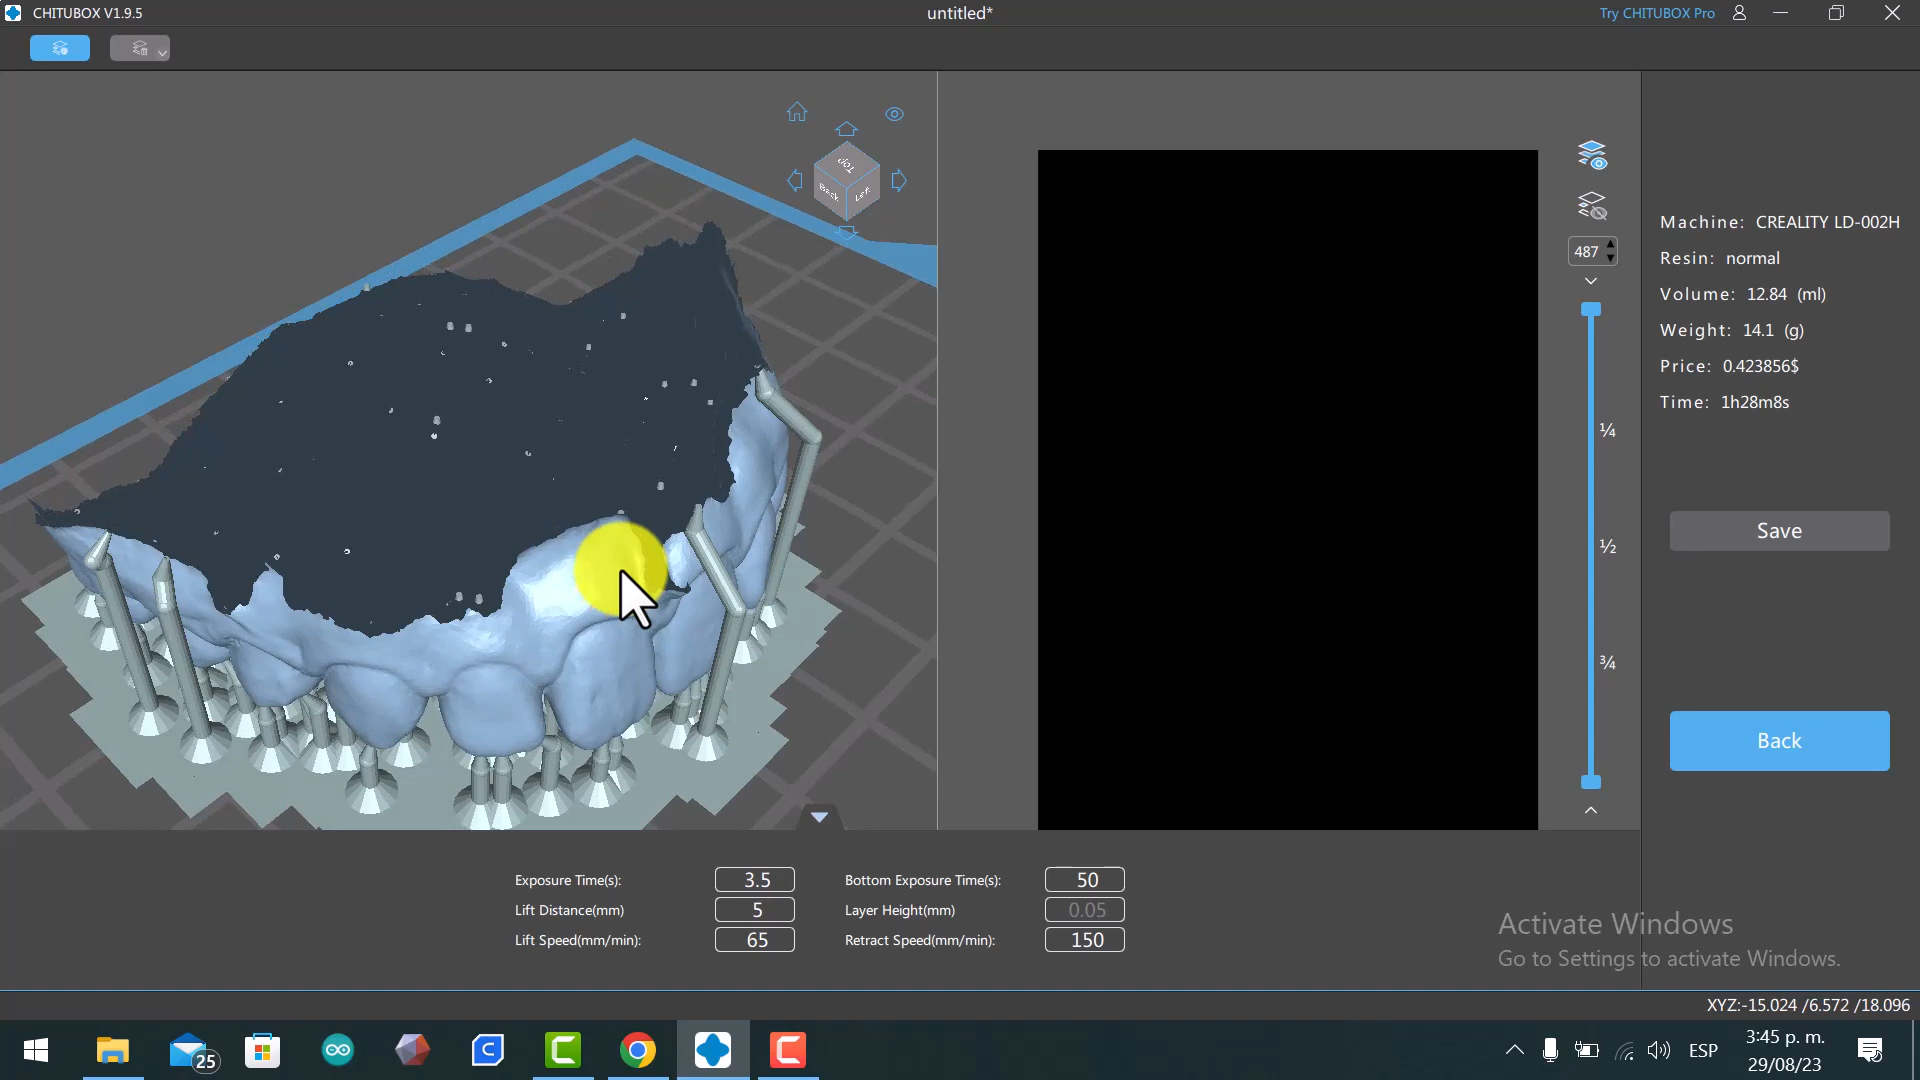 CHITUBOX V1.9.5
untitled*
Try CHITUBOX Pro
Top
Back
Left
487
¼
½
¾
Machine: CREALITY LD-002H
Resin: normal
Volume: 12.84 (ml)
Weight: 14.1 (g)
Price: 0.423856$
Time: 1h28m8s
Save
Back
Exposure Time(s): 3.5
Bottom Exposure Time(s): 50
Lift Distance(mm) 5
Layer Height(mm) 0.05
Lift Speed(mm/min): 65
Retract Speed(mm/min): 150
Activate Windows
Go to Settings to activate Windows.
XYZ:-15.024 /6.572 /18.096
25
ESP
3:45 p. m.
29/08/23